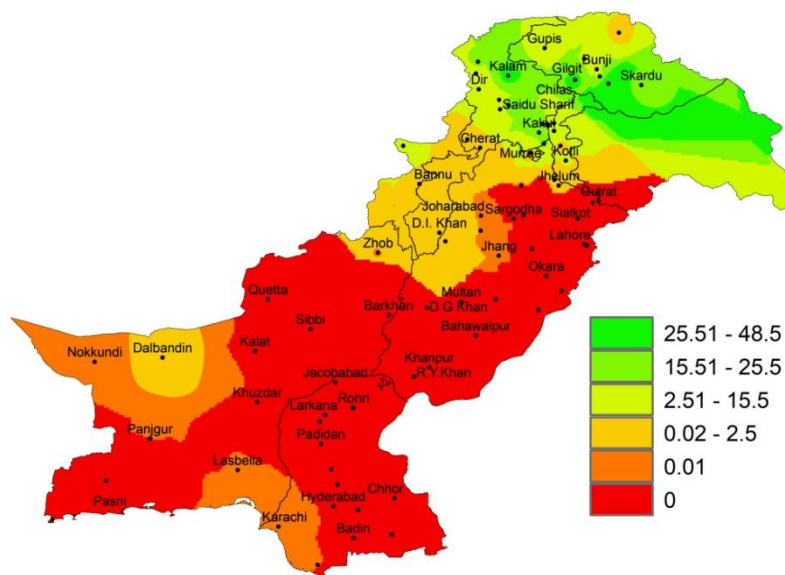 Gupis
Bunji
Kalam
Gilgit
Skardu
Dir
Chilas
Saidu Sharif
Kakul
Cherat
Murree
Kotli
Bannu
Jhelum
Gujrat
Joharabad
Sargodha
Sialkot
D.I. Khan
Lahore
Zhob
Jhang
Okara
Quetta
Multan
Barkhan
D G Khan
Sibbi
Bahawalpur
Kalat
Nokkundi
Dalbandin
Khanpur
Jacobabad
R.Y.Khan
Khuzdar
Larkana
Rohri
Panjgur
Padidan
Lasbella
Pasni
Hyderabad
Chhor
Karachi
Badin
25.51 - 48.5
15.51 - 25.5
2.51 - 15.5
0.02 - 2.5
0.01
0